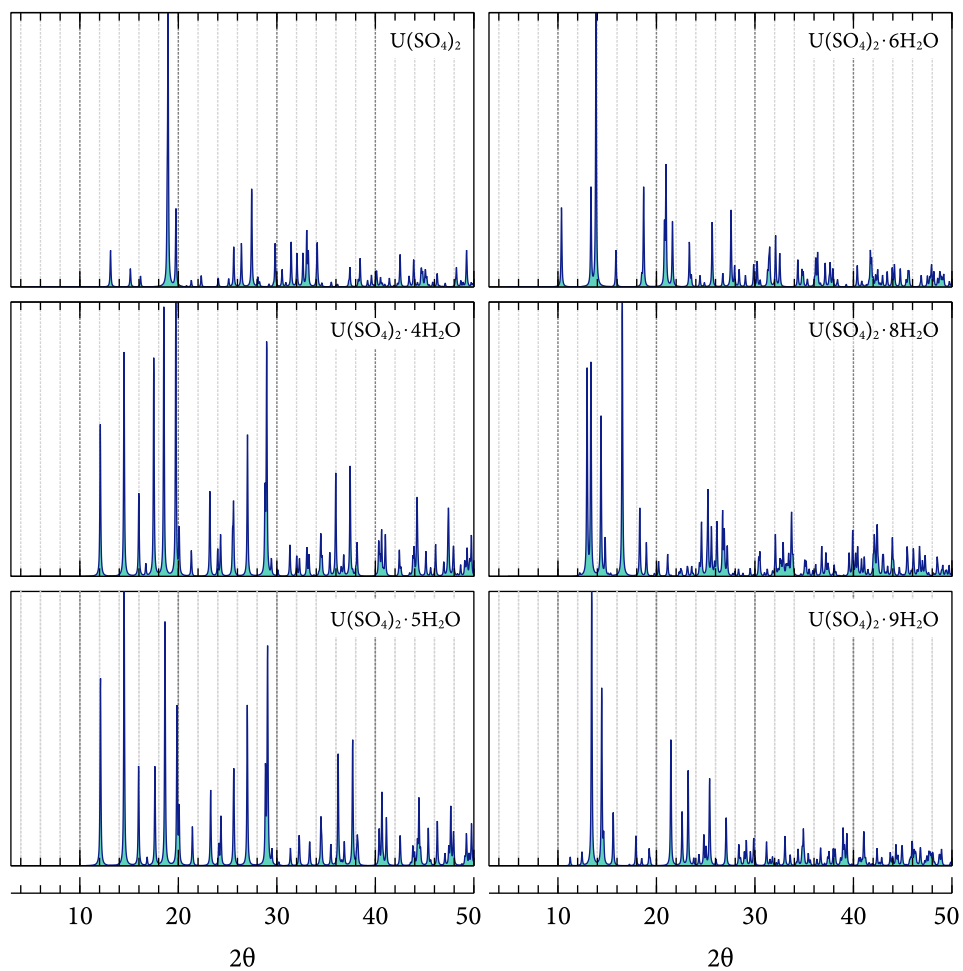 U(SO₄)₂
U(SO₄)₂·6H₂O
U(SO₄)₂·4H₂O
U(SO₄)₂·8H₂O
U(SO₄)₂·5H₂O
U(SO₄)₂·9H₂O
10 20 30 40 50 10 20 30 40 50
2θ 2θ